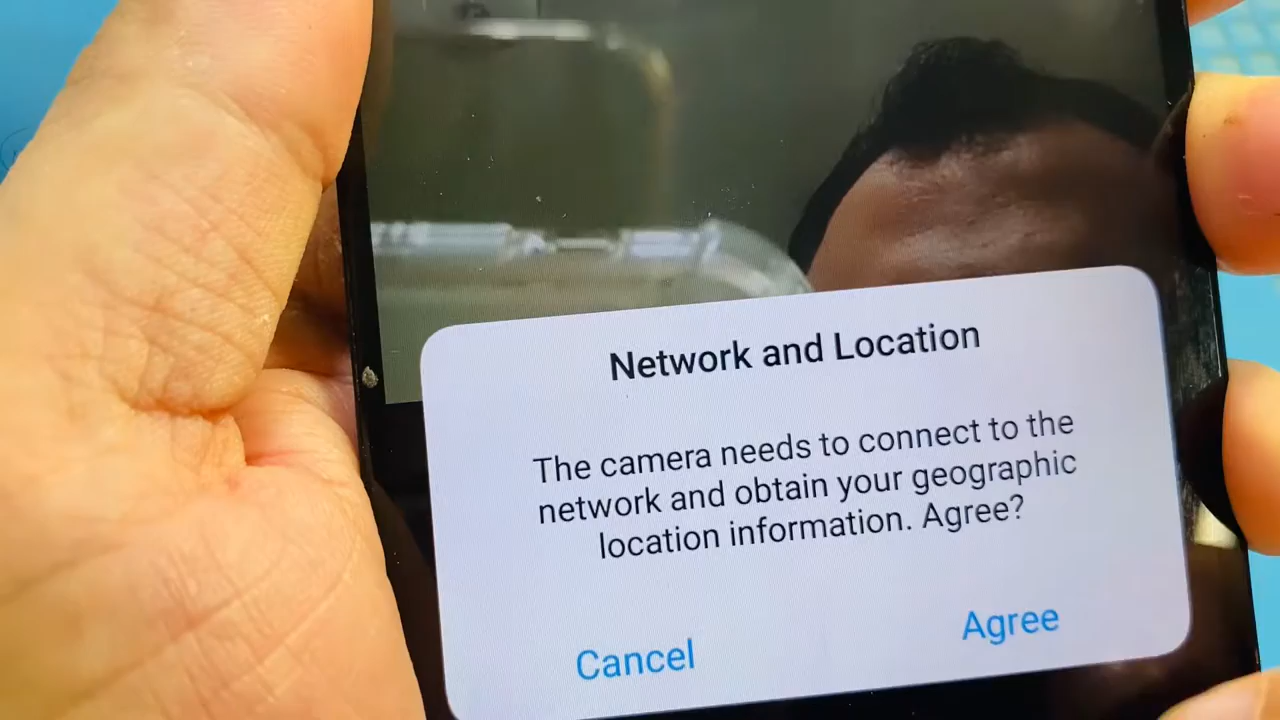 Network and Location
The camera needs to connect to the
network and obtain your geographic
location information. Agree?
Cancel
Agree